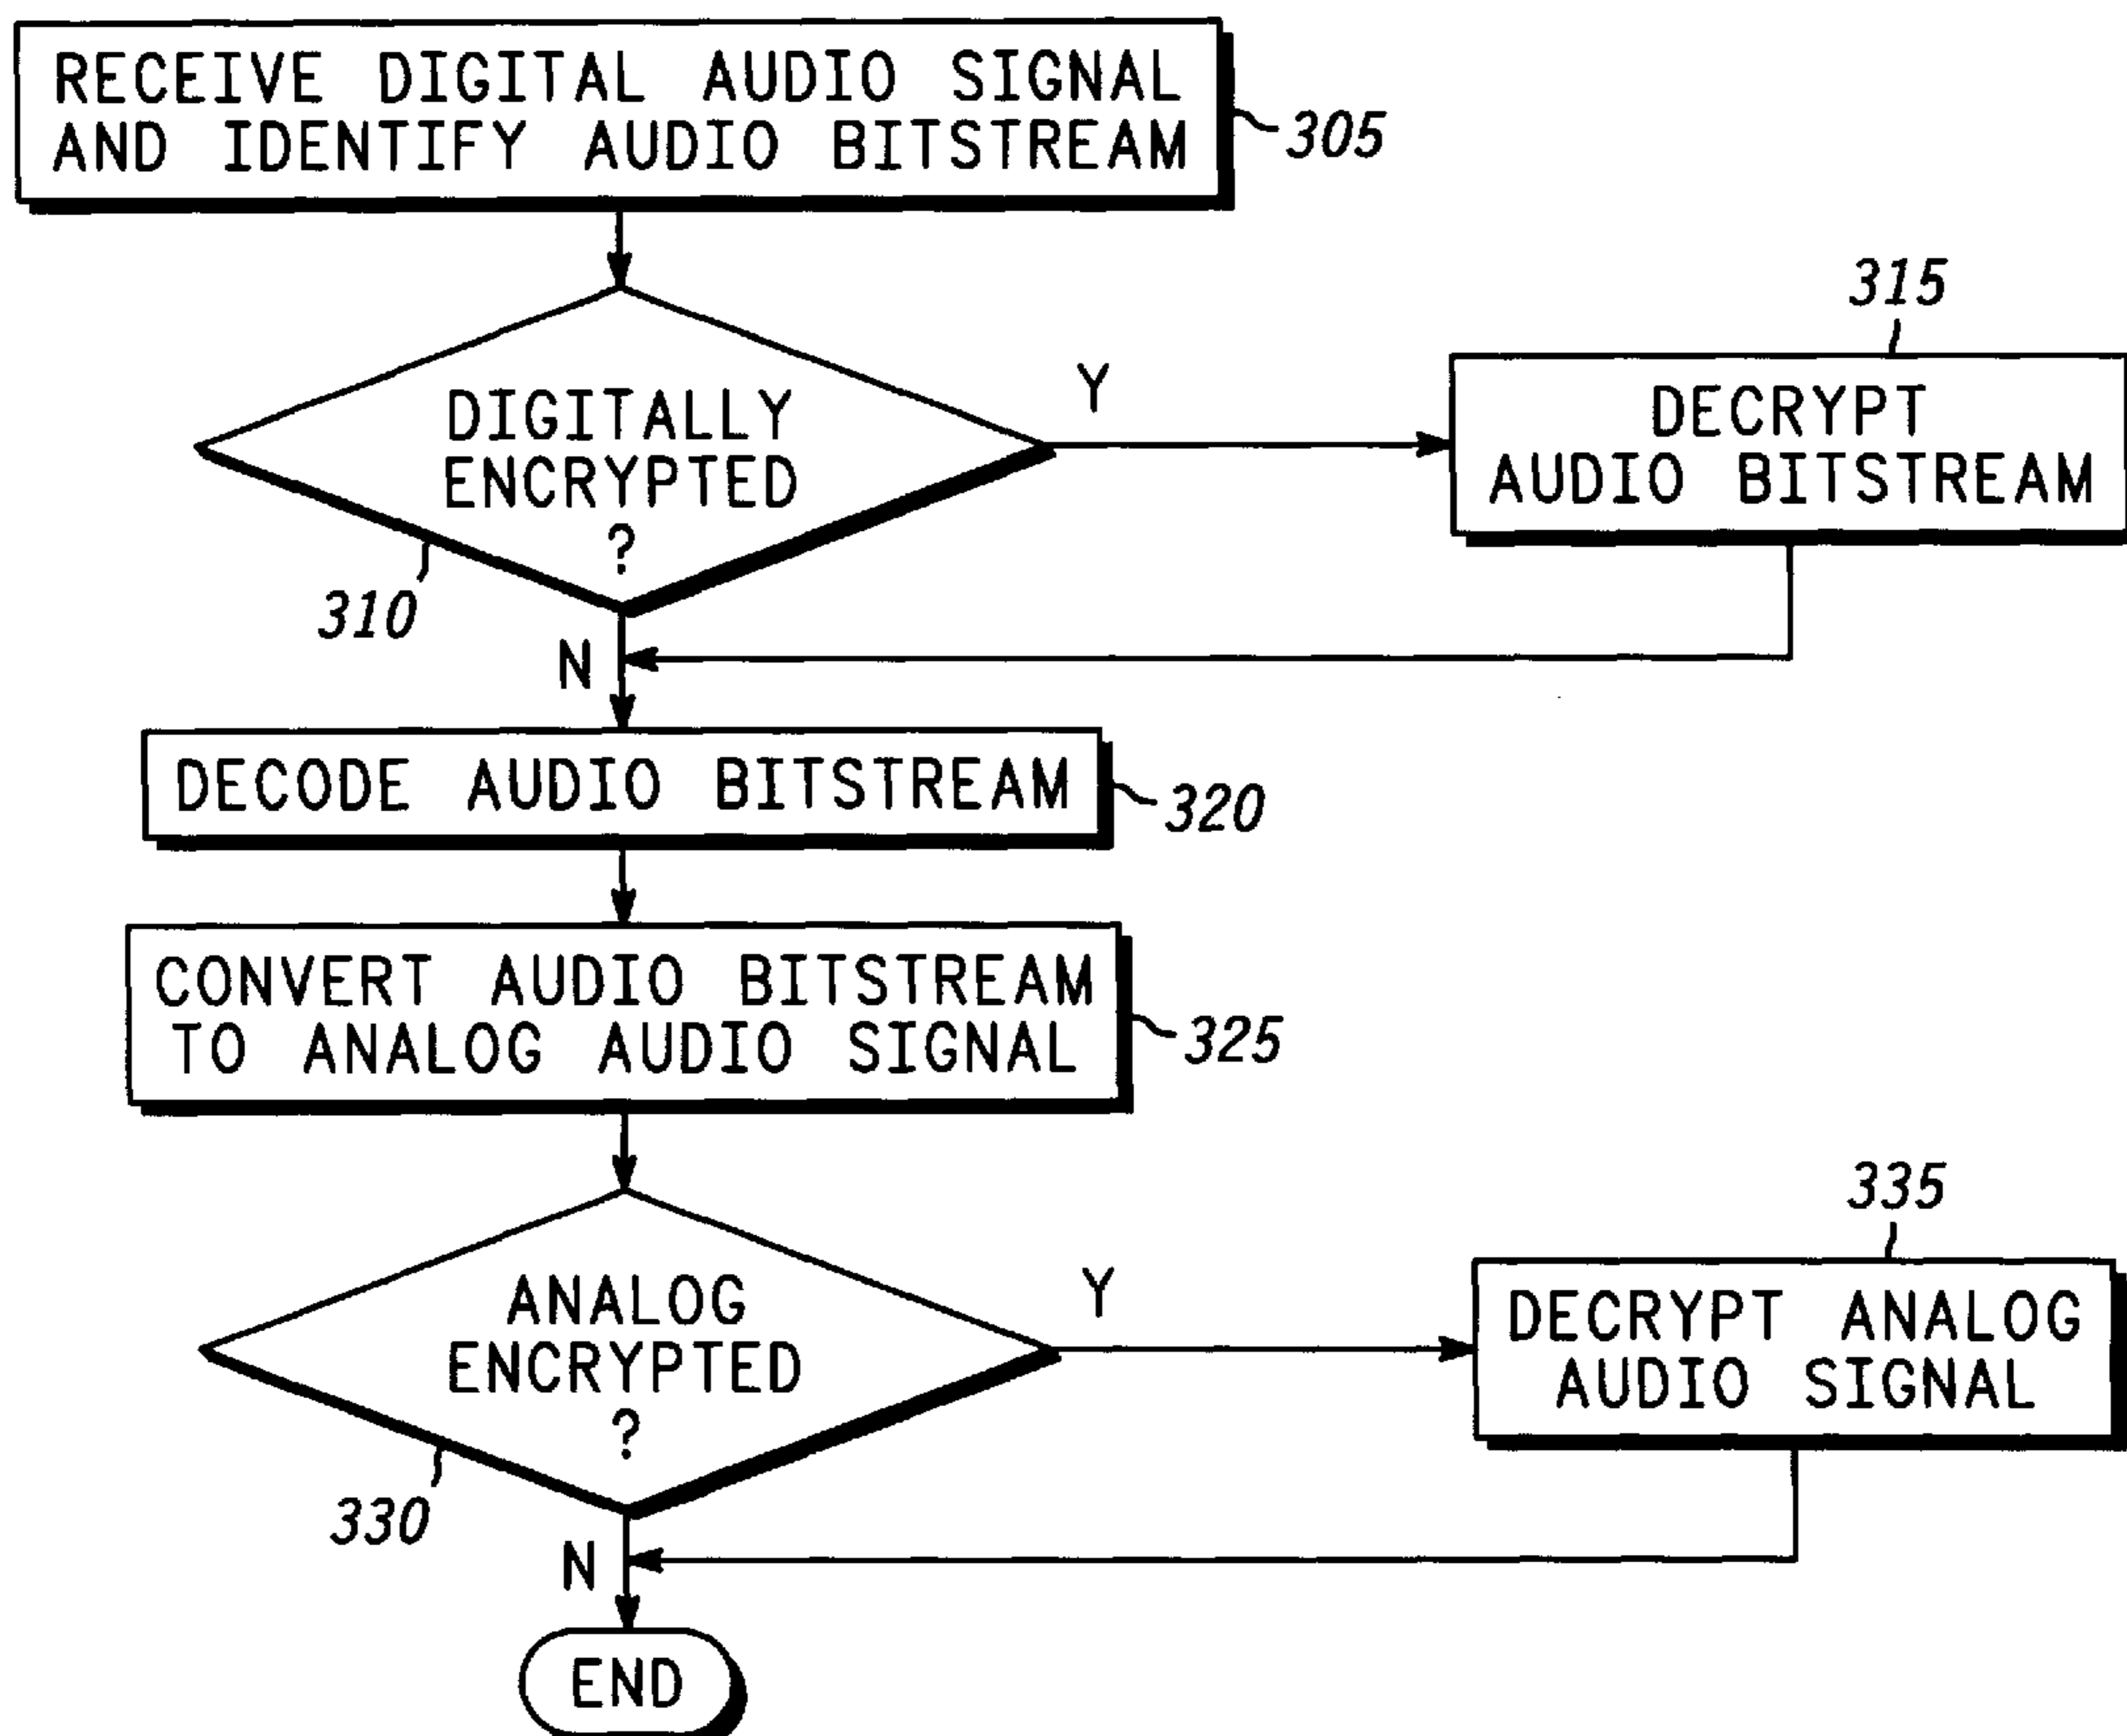 RECEIVE DIGITAL AUDIO SIGNAL
AND IDENTIFY AUDIO BITSTREAM
305
315
DIGITALLY
ENCRYPTED
?
Y
DECRYPT
AUDIO BITSTREAM
310
N
DECODE AUDIO BITSTREAM
320
CONVERT AUDIO BITSTREAM
TO ANALOG AUDIO SIGNAL
325
335
ANALOG
ENCRYPTED
?
Y
DECRYPT ANALOG
AUDIO SIGNAL
330
N
END